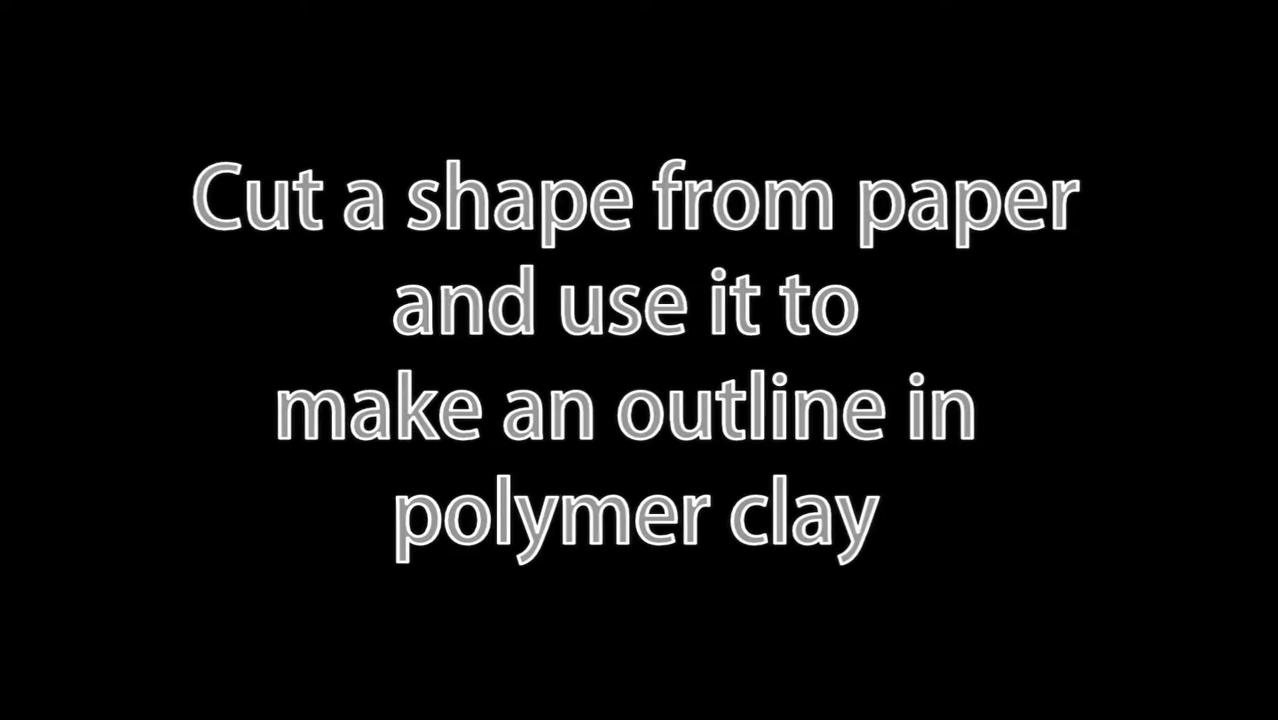 Cut a shape from paper
and use it to
make an outline in
polymer clay